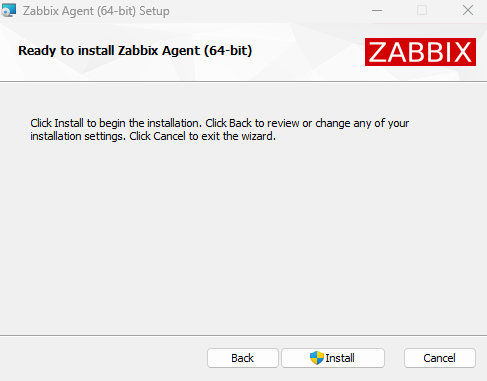 Zabbix Agent (64-bit) Setup
Ready to install Zabbix Agent (64-bit)
ZABBIX
Click Install to begin the installation. Click Back to review or change any of your
installation settings. Click Cancel to exit the wizard.
Back
Install
Cancel